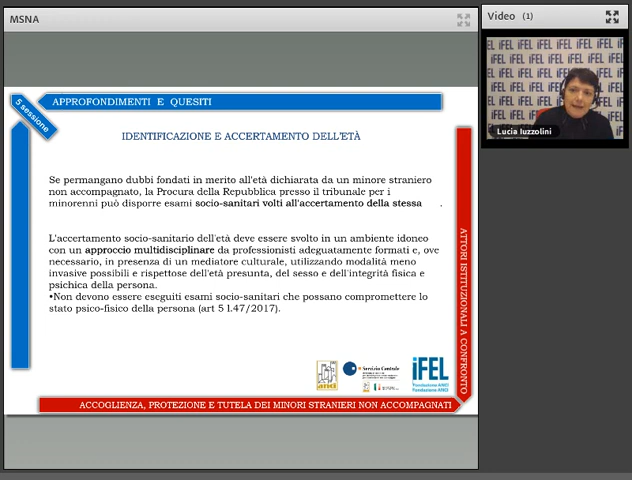 MSNA
Video (1)
iFEL iFEL iFEL iFEL iFEL
Lucia Iuzzolini
5 sessione
APPROFONDIMENTI E QUESITI
IDENTIFICAZIONE E ACCERTAMENTO DELL'ETÀ
Se permangano dubbi fondati in merito all'età dichiarata da un minore straniero
non accompagnato, la Procura della Repubblica presso il tribunale per i
minorenni può disporre esami socio-sanitari volti all'accertamento della stessa .
L'accertamento socio-sanitario dell'età deve essere svolto in un ambiente idoneo
con un approccio multidisciplinare da professionisti adeguatamente formati e, ove
necessario, in presenza di un mediatore culturale, utilizzando modalità meno
invasive possibili e rispettose dell'età presunta, del sesso e dell'integrità fisica e
psichica della persona.
•Non devono essere eseguiti esami socio-sanitari che possano compromettere lo
stato psico-fisico della persona (art 5 l.47/2017).
ATTORI ISTITUZIONALI A CONFRONTO
anci
Servizio Centrale
iFEL
Fondazione ANCI
ACCOGLIENZA, PROTEZIONE E TUTELA DEI MINORI STRANIERI NON ACCOMPAGNATI